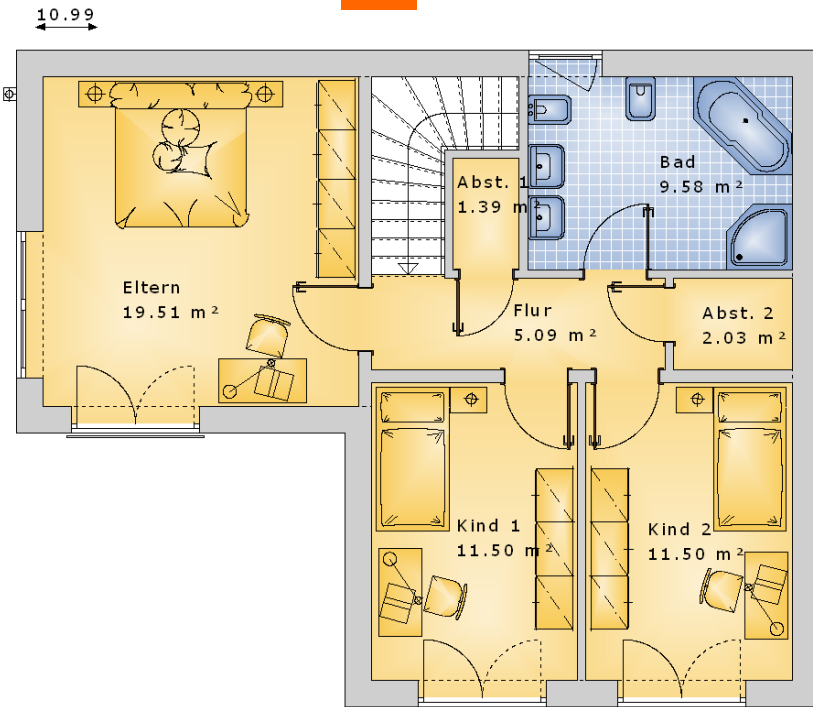 10.99
Abst. 1
1.39 m²
Bad
9.58 m²
Eltern
19.51 m²
Flur
5.09 m²
Abst. 2
2.03 m²
Kind 1
11.50 m²
Kind 2
11.50 m²